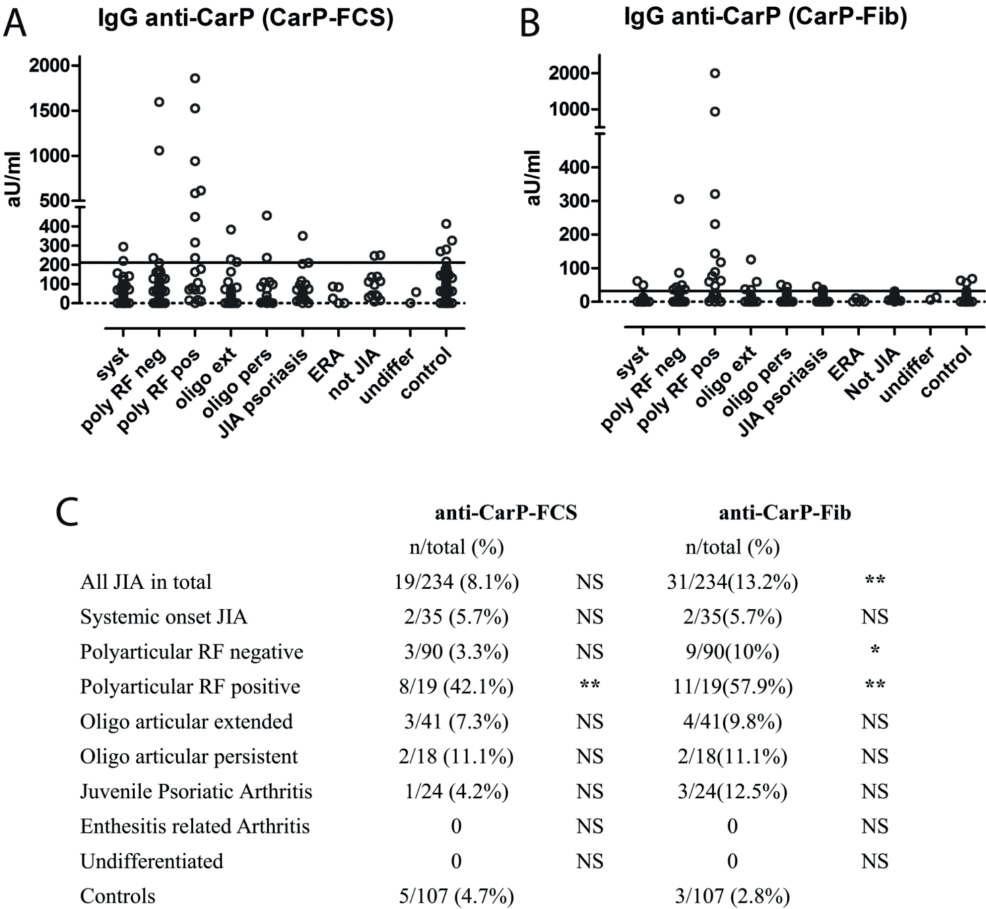 A IgG anti-CarP (CarP-FCS)
aU/ml
2000
1500
1000
500
400
300
200
100
0
syst
poly RF neg
poly RF pos
oligo ext
oligo pers
JIA psoriasis
ERA
not JIA
undiffer
control
B IgG anti-CarP (CarP-Fib)
aU/ml
2000
1000
400
300
200
100
0
syst
poly RF neg
poly RF pos
oligo ext
oligo pers
JIA psoriasis
ERA
Not JIA
undiffer
control
C anti-CarP-FCS anti-CarP-Fib
n/total (%) n/total (%)
All JIA in total 19/234 (8.1%) NS 31/234(13.2%) **
Systemic onset JIA 2/35 (5.7%) NS 2/35(5.7%) NS
Polyarticular RF negative 3/90 (3.3%) NS 9/90(10%) *
Polyarticular RF positive 8/19 (42.1%) ** 11/19(57.9%) **
Oligo articular extended 3/41 (7.3%) NS 4/41(9.8%) NS
Oligo articular persistent 2/18 (11.1%) NS 2/18(11.1%) NS
Juvenile Psoriatic Arthritis 1/24 (4.2%) NS 3/24(12.5%) NS
Enthesitis related Arthritis 0 NS 0 NS
Undifferentiated 0 NS 0 NS
Controls 5/107 (4.7%) 3/107 (2.8%)